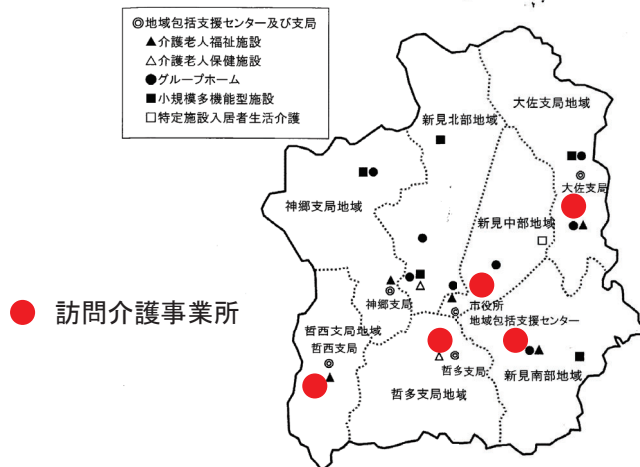 ◎地域包括支援センター及び支局
▲介護老人福祉施設
△介護老人保健施設
●グループホーム
■小規模多機能型施設
□特定施設入居者生活介護
大佐支局地域
新見北部地域
大佐支局
神郷支局地域
新見中部地域
神郷支局
市役所
● 訪問介護事業所
地域包括支援センター
哲西支局地域
哲西支局
哲多支局
新見南部地域
哲多支局地域